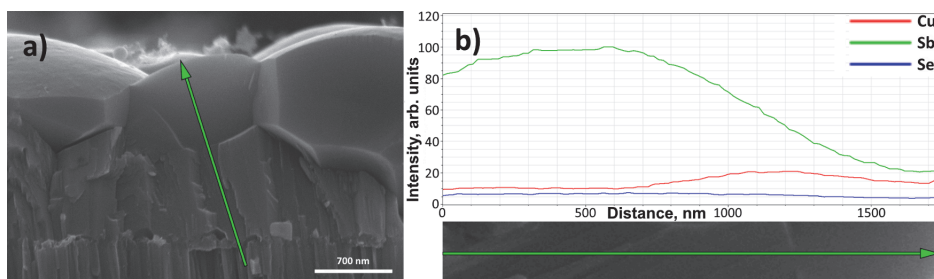 a)
700 nm
b)
Intensity, arb. units
120
100
80
60
40
20
0
0
500
1000
1500
Distance, nm
Cu
Sb
Se